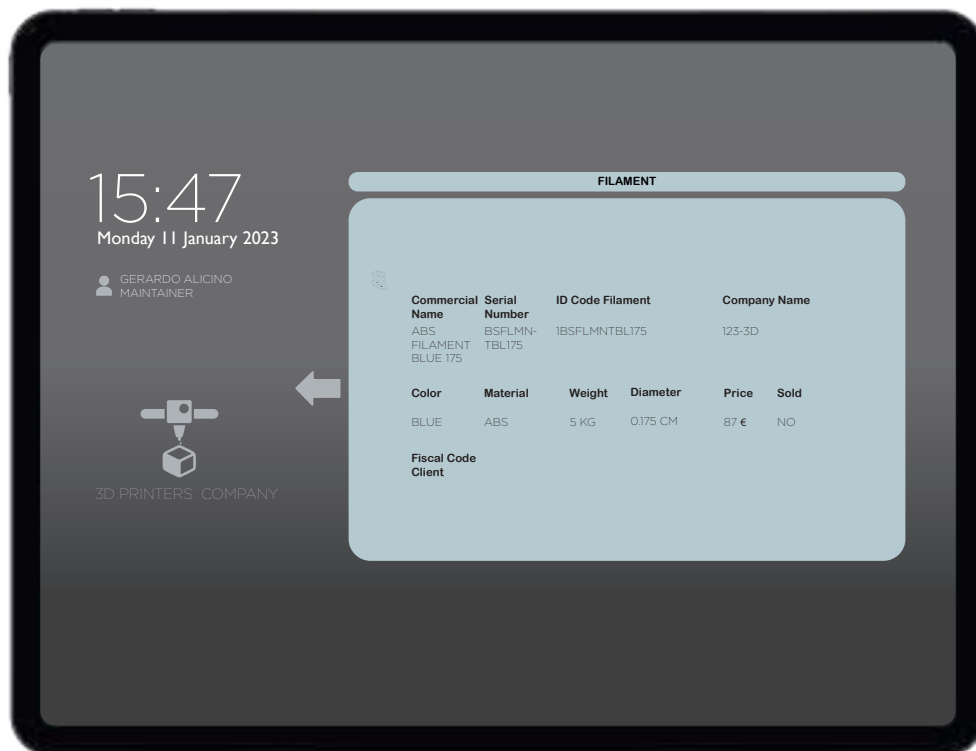 15:47
Monday 11 January 2023
GERARDO ALICINO
MAINTAINER
3D PRINTERS COMPANY
FILAMENT
Commercial Name
Serial Number
ID Code Filament
Company Name
ABS FILAMENT BLUE 175
BSFLMN-TBL175
1BSFLMNTBL175
123-3D
Color
Material
Weight
Diameter
Price
Sold
BLUE
ABS
5 KG
0.175 CM
87 €
NO
Fiscal Code
Client